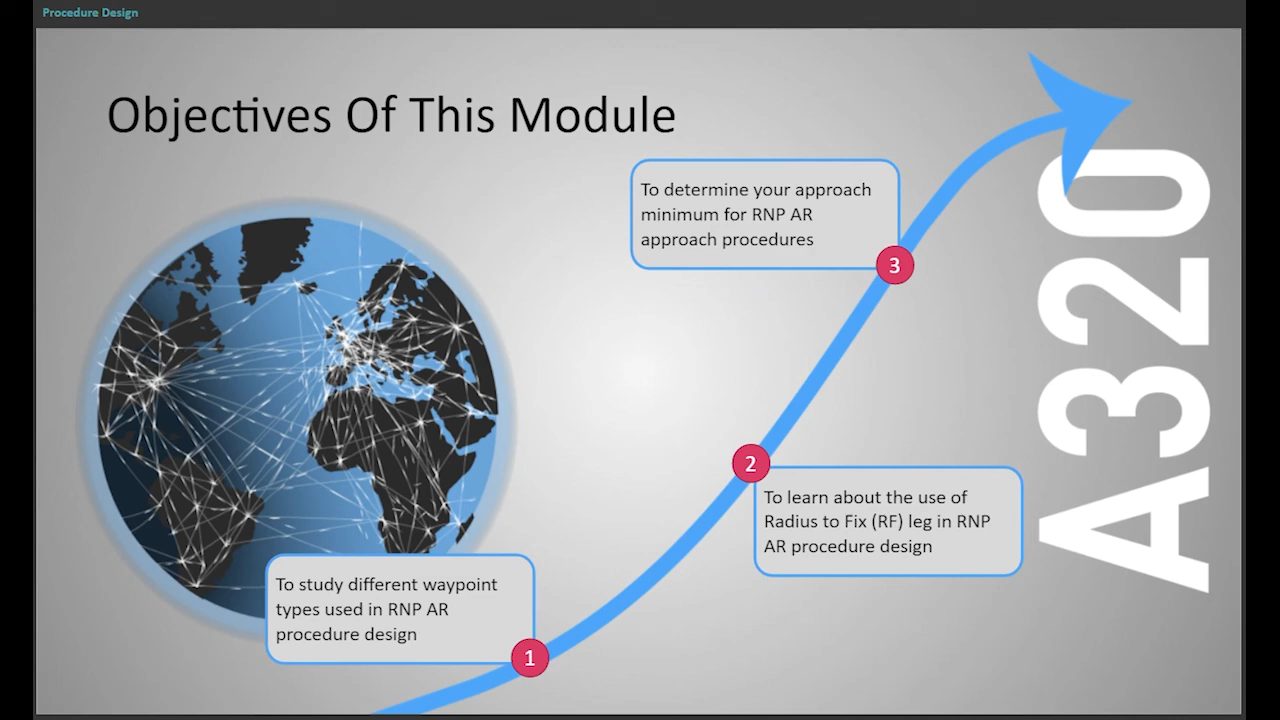 Procedure Design
Objectives Of This Module
To determine your approach
minimum for RNP AR
approach procedures
3
2
To learn about the use of
Radius to Fix (RF) leg in RNP
AR procedure design
To study different waypoint
types used in RNP AR
procedure design
1
A320